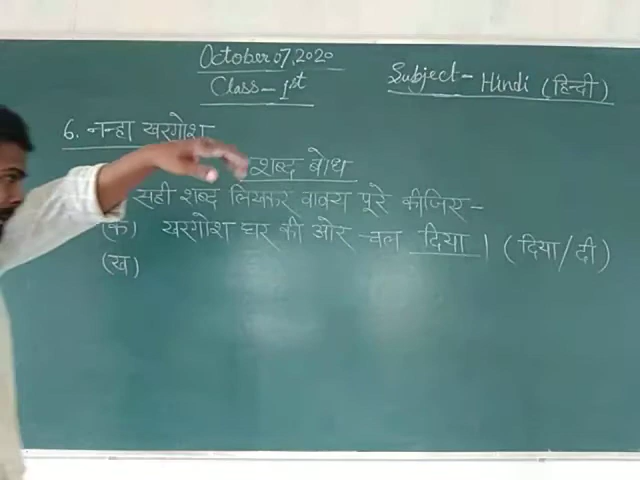 October 07, 2020
Class - 1st
Subject - Hindi (हिन्दी)
6. नन्हा खरगोश
शब्द बोध
सही शब्द लिखकर वाक्य पूरे कीजिए -
(क) खरगोश घर की ओर चल दिया । (दिया/दी)
(ख)